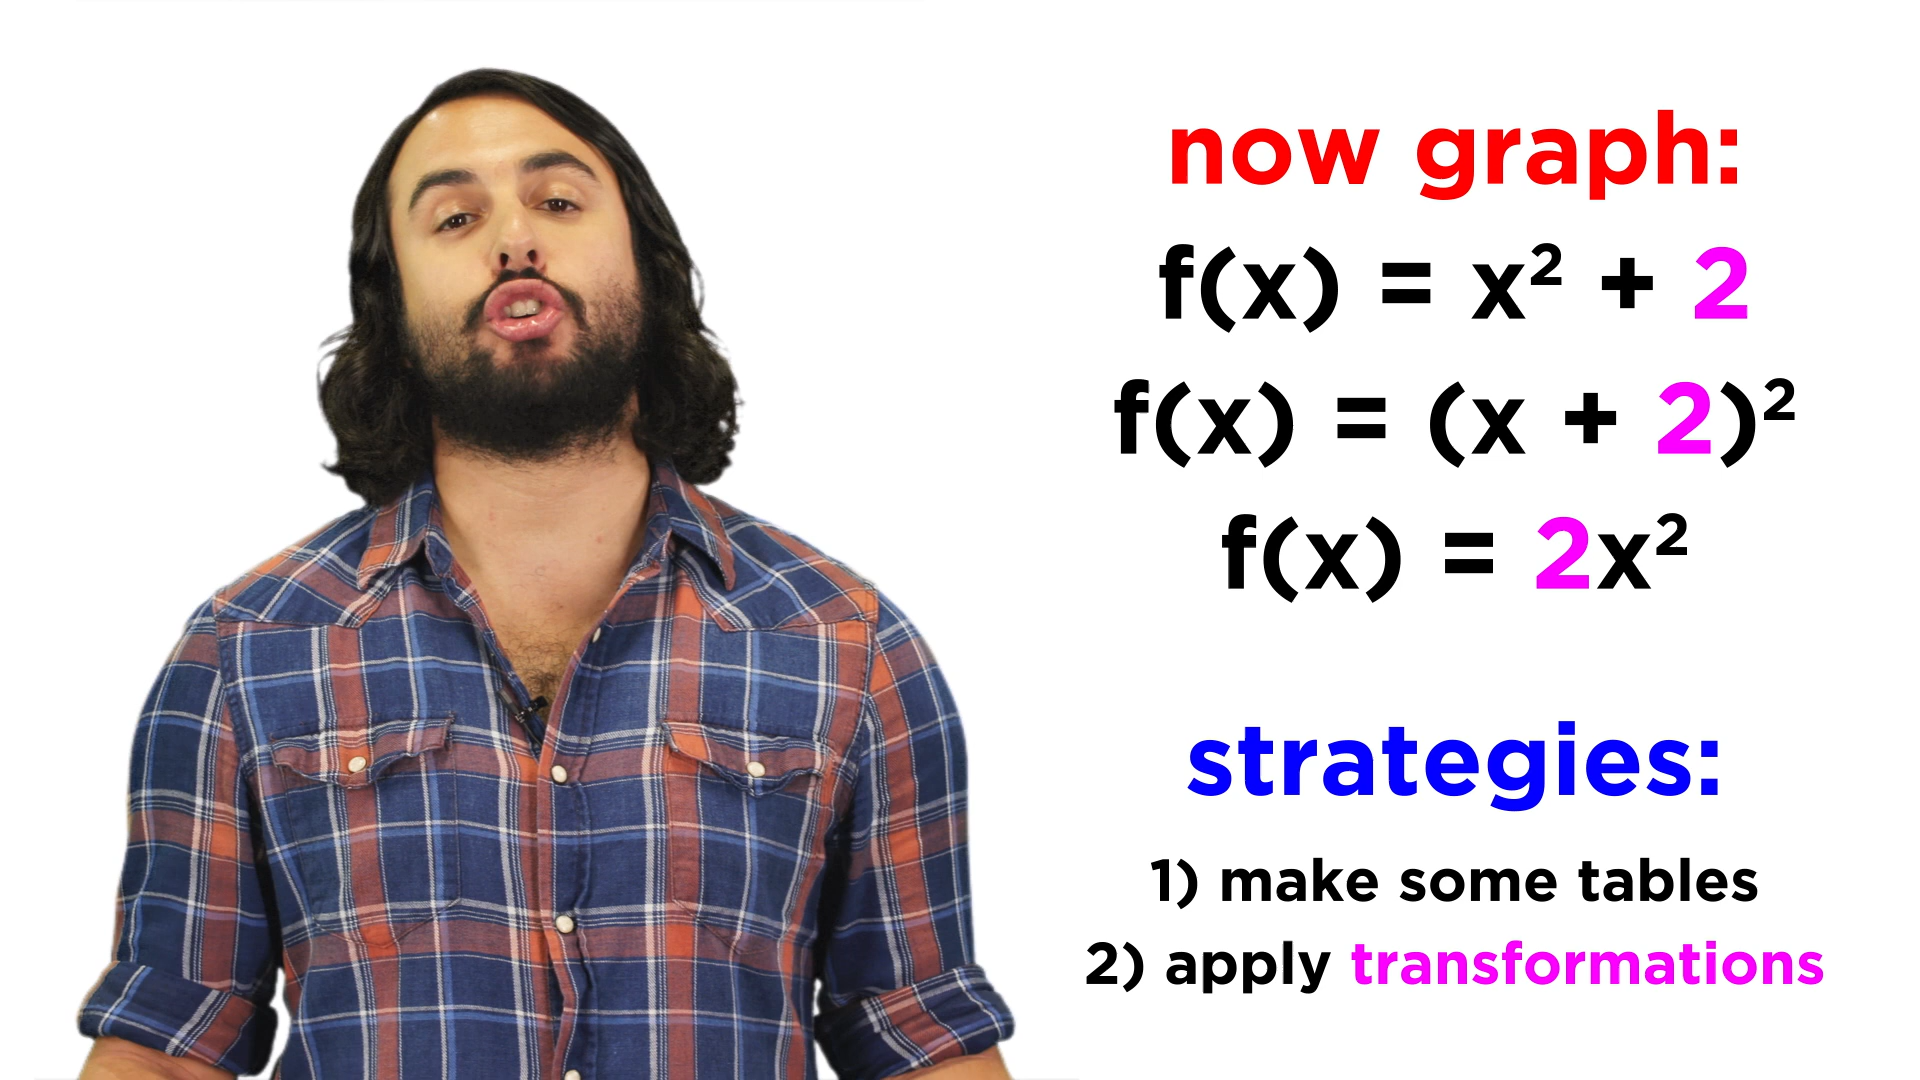 now graph:
f(x) = x² + 2
f(x) = (x + 2)²
f(x) = 2x²
strategies:
1) make some tables
2) apply transformations